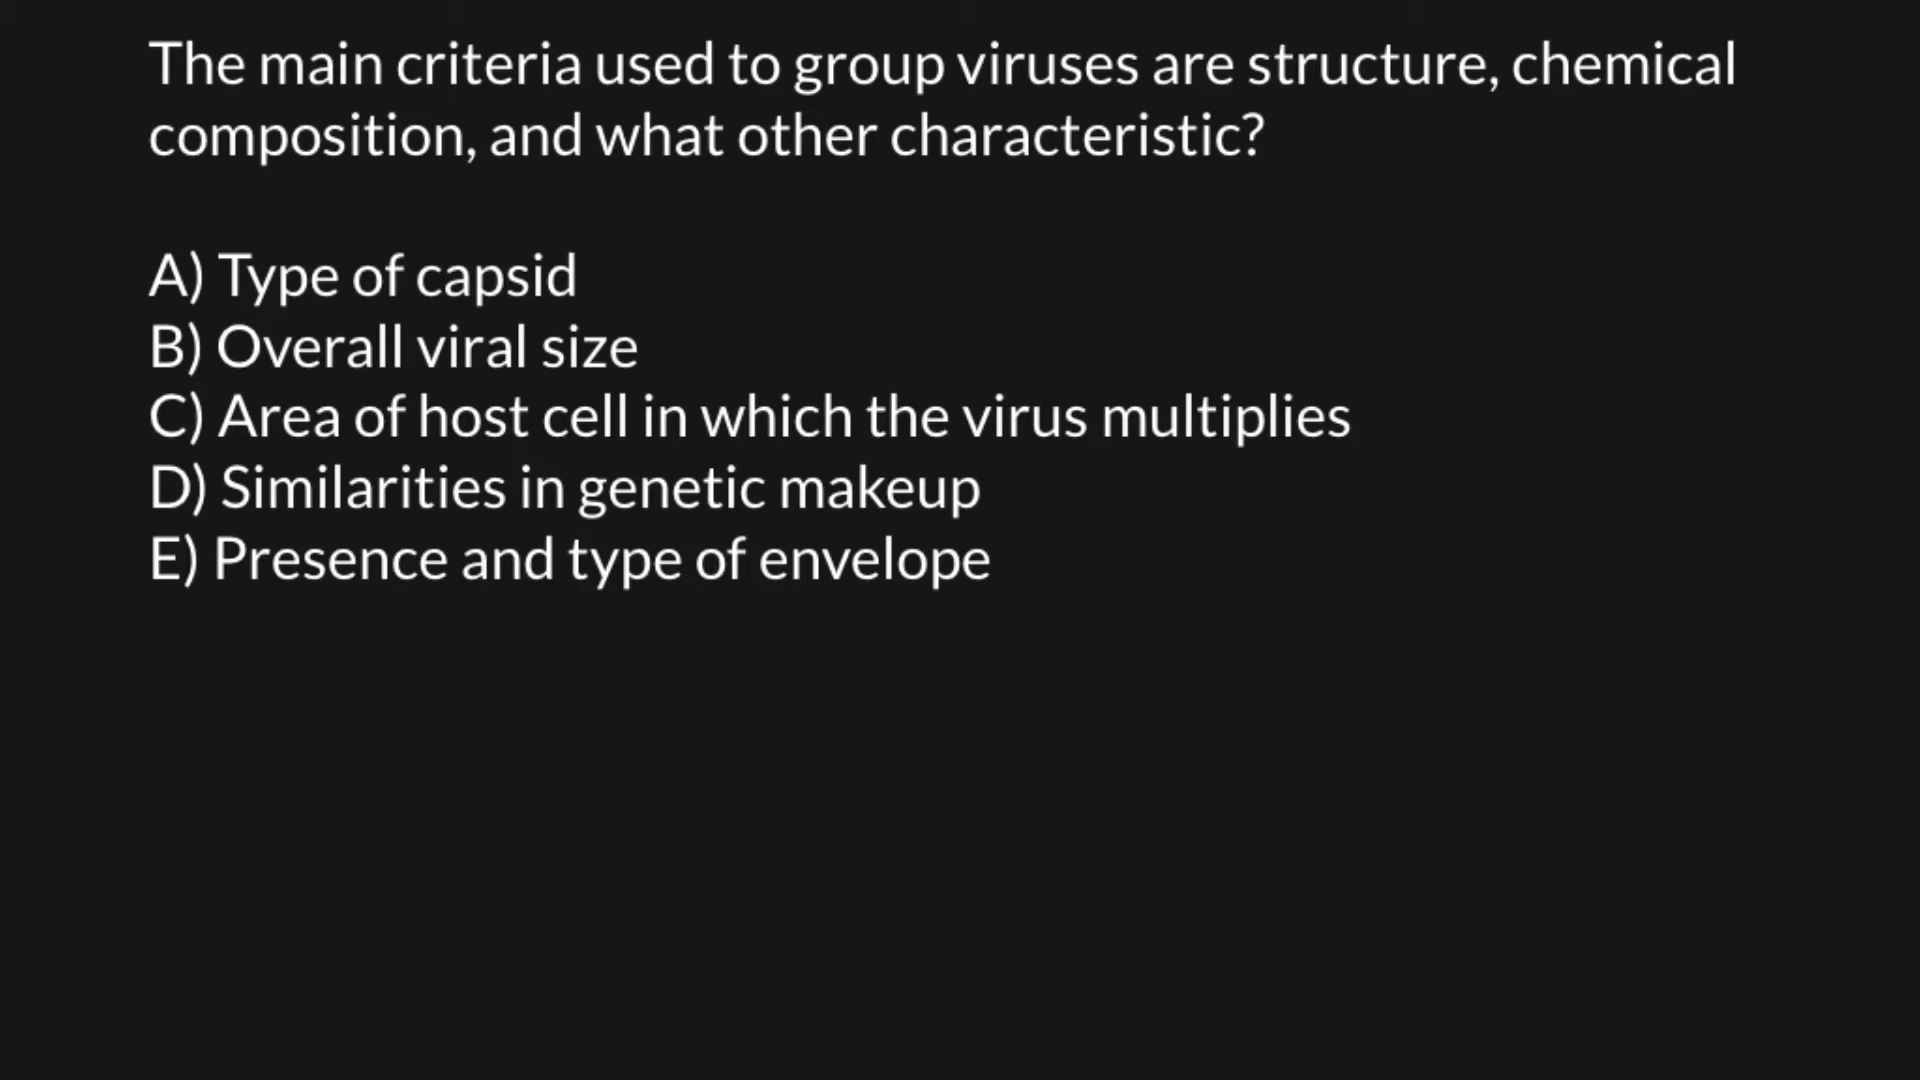 The main criteria used to group viruses are structure, chemical
composition, and what other characteristic?
A) Type of capsid
B) Overall viral size
C) Area of host cell in which the virus multiplies
D) Similarities in genetic makeup
E) Presence and type of envelope